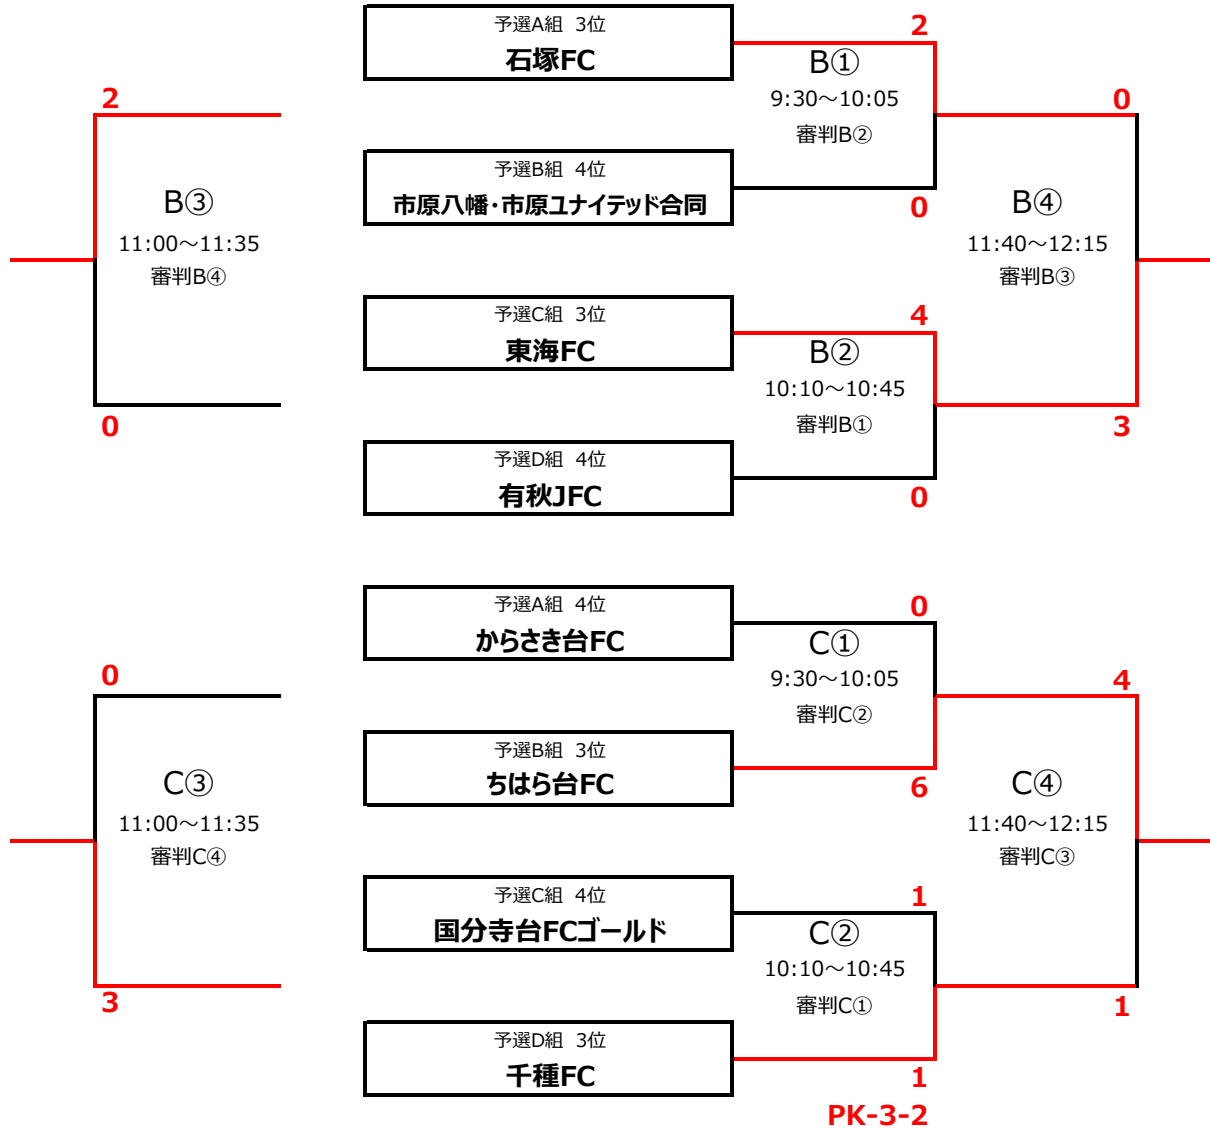 予選A組 3位
石塚FC
2
B①
9:30～10:05
審判B②
予選B組 4位
市原八幡・市原ユナイテッド合同
0
2
B③
11:00～11:35
審判B④
0
0
B④
11:40～12:15
審判B③
3
予選C組 3位
東海FC
4
B②
10:10～10:45
審判B①
予選D組 4位
有秋JFC
0
予選A組 4位
からさき台FC
0
C①
9:30～10:05
審判C②
予選B組 3位
ちはら台FC
6
0
C③
11:00～11:35
審判C④
3
4
C④
11:40～12:15
審判C③
1
予選C組 4位
国分寺台FCゴールド
1
C②
10:10～10:45
審判C①
予選D組 3位
千種FC
1
PK-3-2